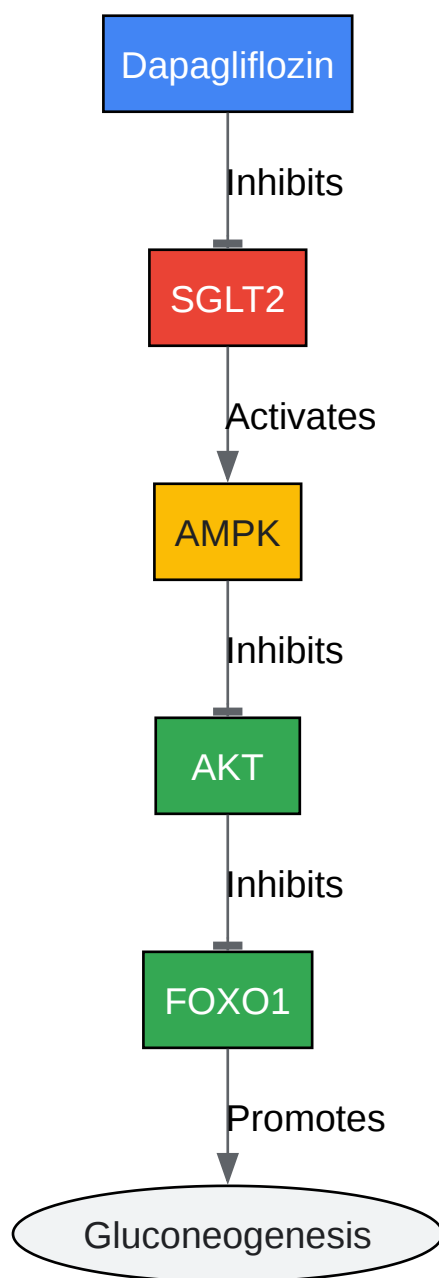 Dapagliflozin
Inhibits
SGLT2
Activates
AMPK
Inhibits
AKT
Inhibits
FOXO1
Promotes
Gluconeogenesis